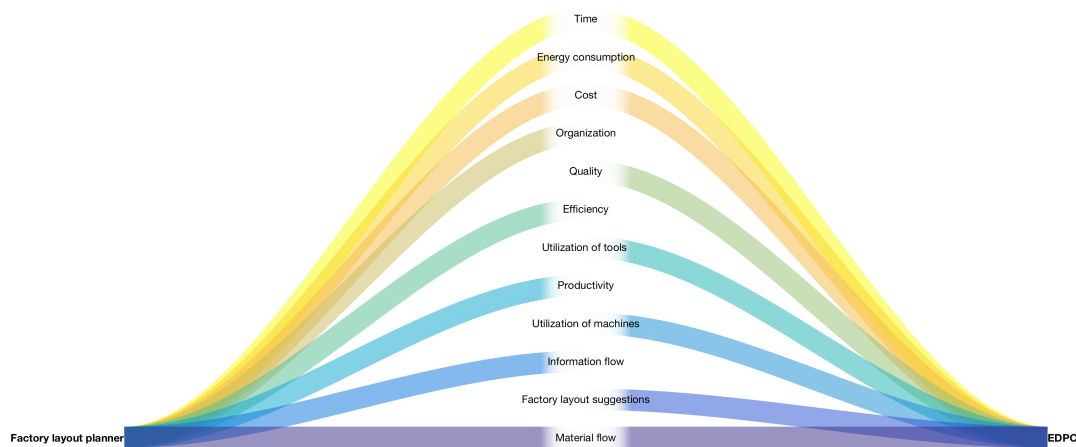 Time
Energy consumption
Cost
Organization
Quality
Efficiency
Utilization of tools
Productivity
Utilization of machines
Information flow
Factory layout suggestions
Factory layout planner
Material flow
EDPC